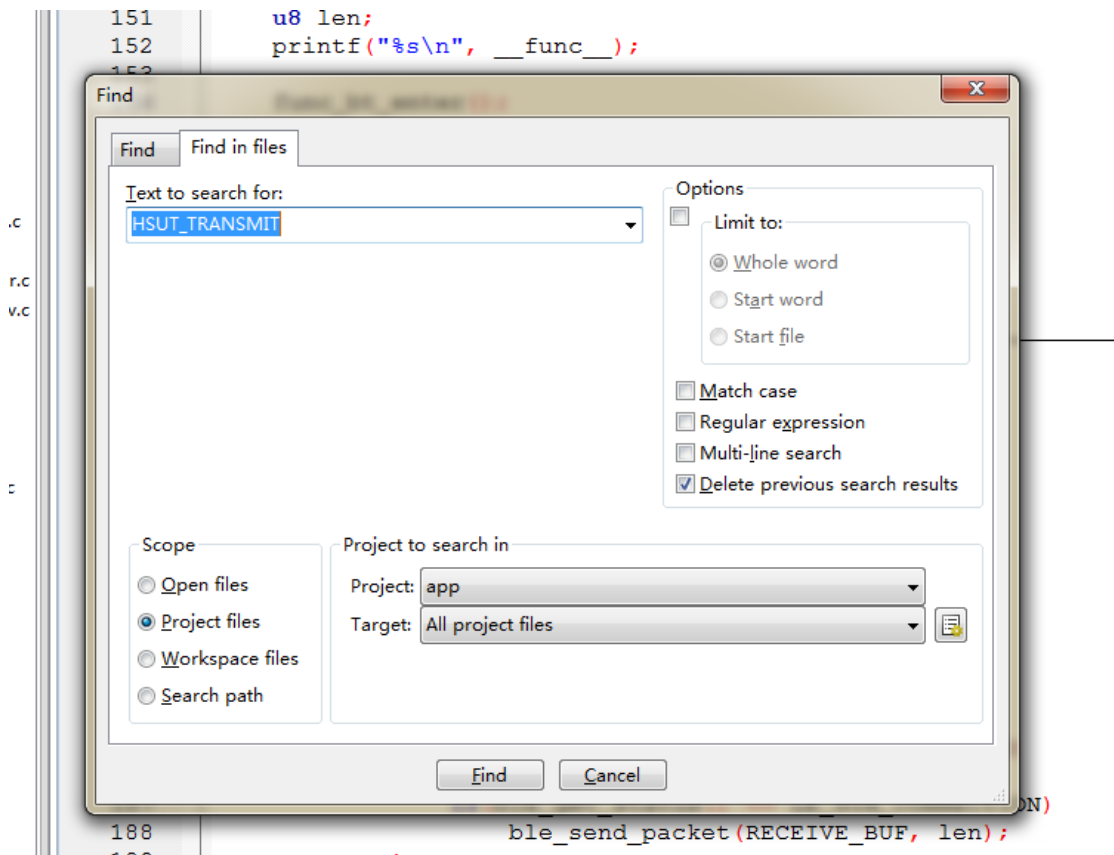 151 u8 len;
152 printf("%s\n", __func__);
Find
Find
Find in files
Text to search for:
HSUT_TRANSMIT
Options
Limit to:
Whole word
Start word
Start file
Match case
Regular expression
Multi-line search
Delete previous search results
.c
r.c
v.c
c
Scope
Open files
Project files
Workspace files
Search path
Project to search in
Project: app
Target: All project files
Find
Cancel
ON)
188 ble_send_packet(RECEIVE_BUF, len);